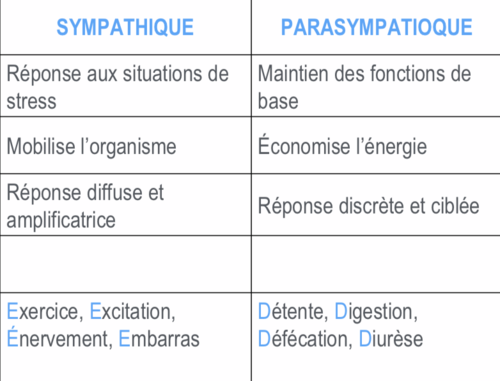 SYMPATHIQUE
PARASYMPATIOQUE
Réponse aux situations de
stress
Maintien des fonctions de
base
Mobilise l’organisme
Économise l’énergie
Réponse diffuse et
amplificatrice
Réponse discrète et ciblée
Exercice, Excitation,
Énervement, Embarras
Détente, Digestion,
Défécation, Diurèse